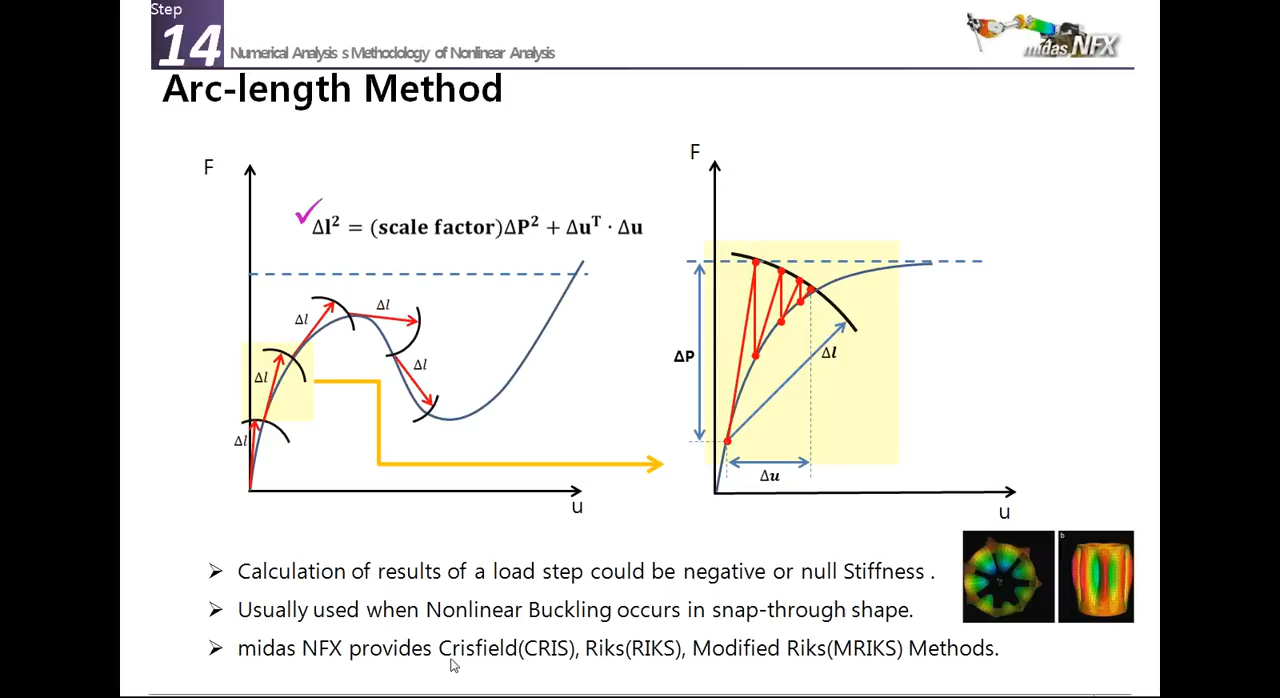 Step
14
Numerical Analysis s Methodology of Nonlinear Analysis
midas NFX
Arc-length Method
F
Δl² = (scale factor)ΔP² + Δuᵀ · Δu
Δl
Δl
Δl
Δl
Δl
u
F
ΔP
Δl
Δu
u
b
➢ Calculation of results of a load step could be negative or null Stiffness .
➢ Usually used when Nonlinear Buckling occurs in snap-through shape.
➢ midas NFX provides Crisfield(CRIS), Riks(RIKS), Modified Riks(MRIKS) Methods.